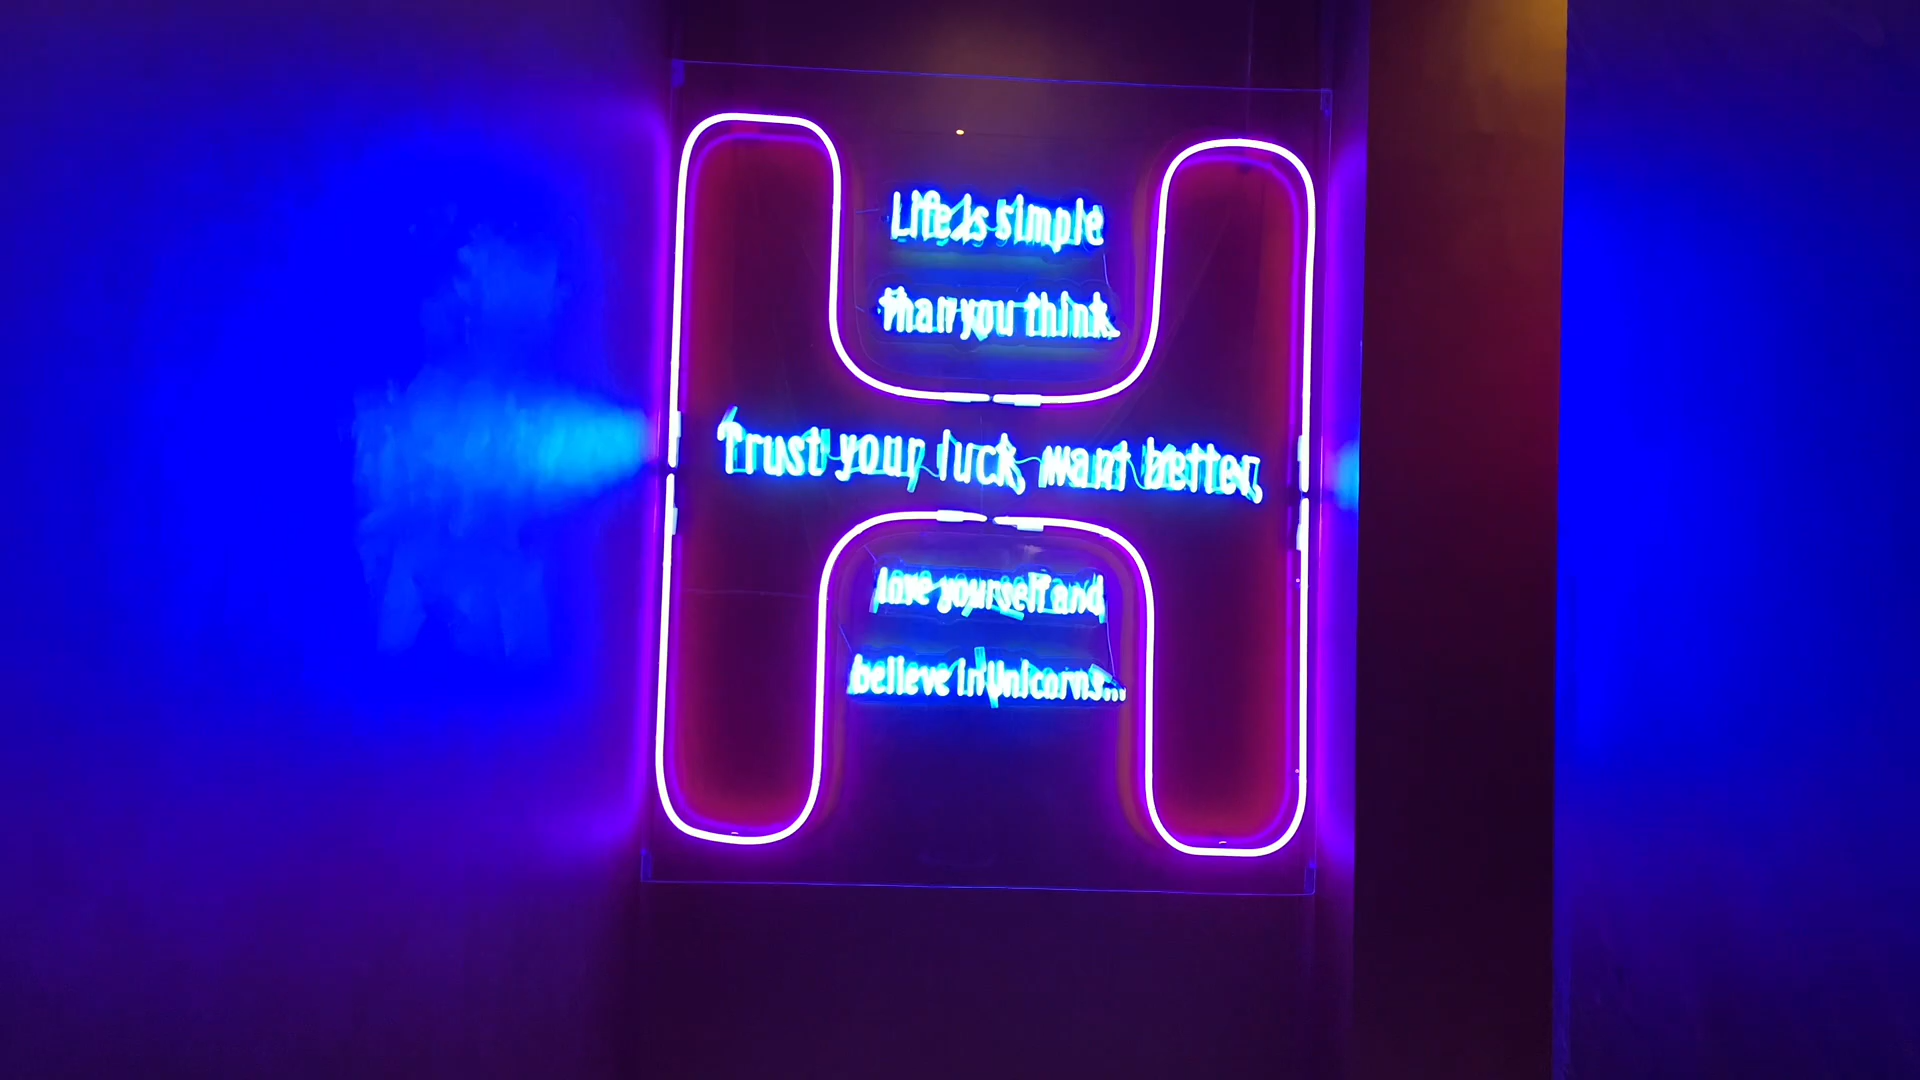 Life is simple
than you think.
Trust your luck, want better,
love yourself and
believe in Unicorns...